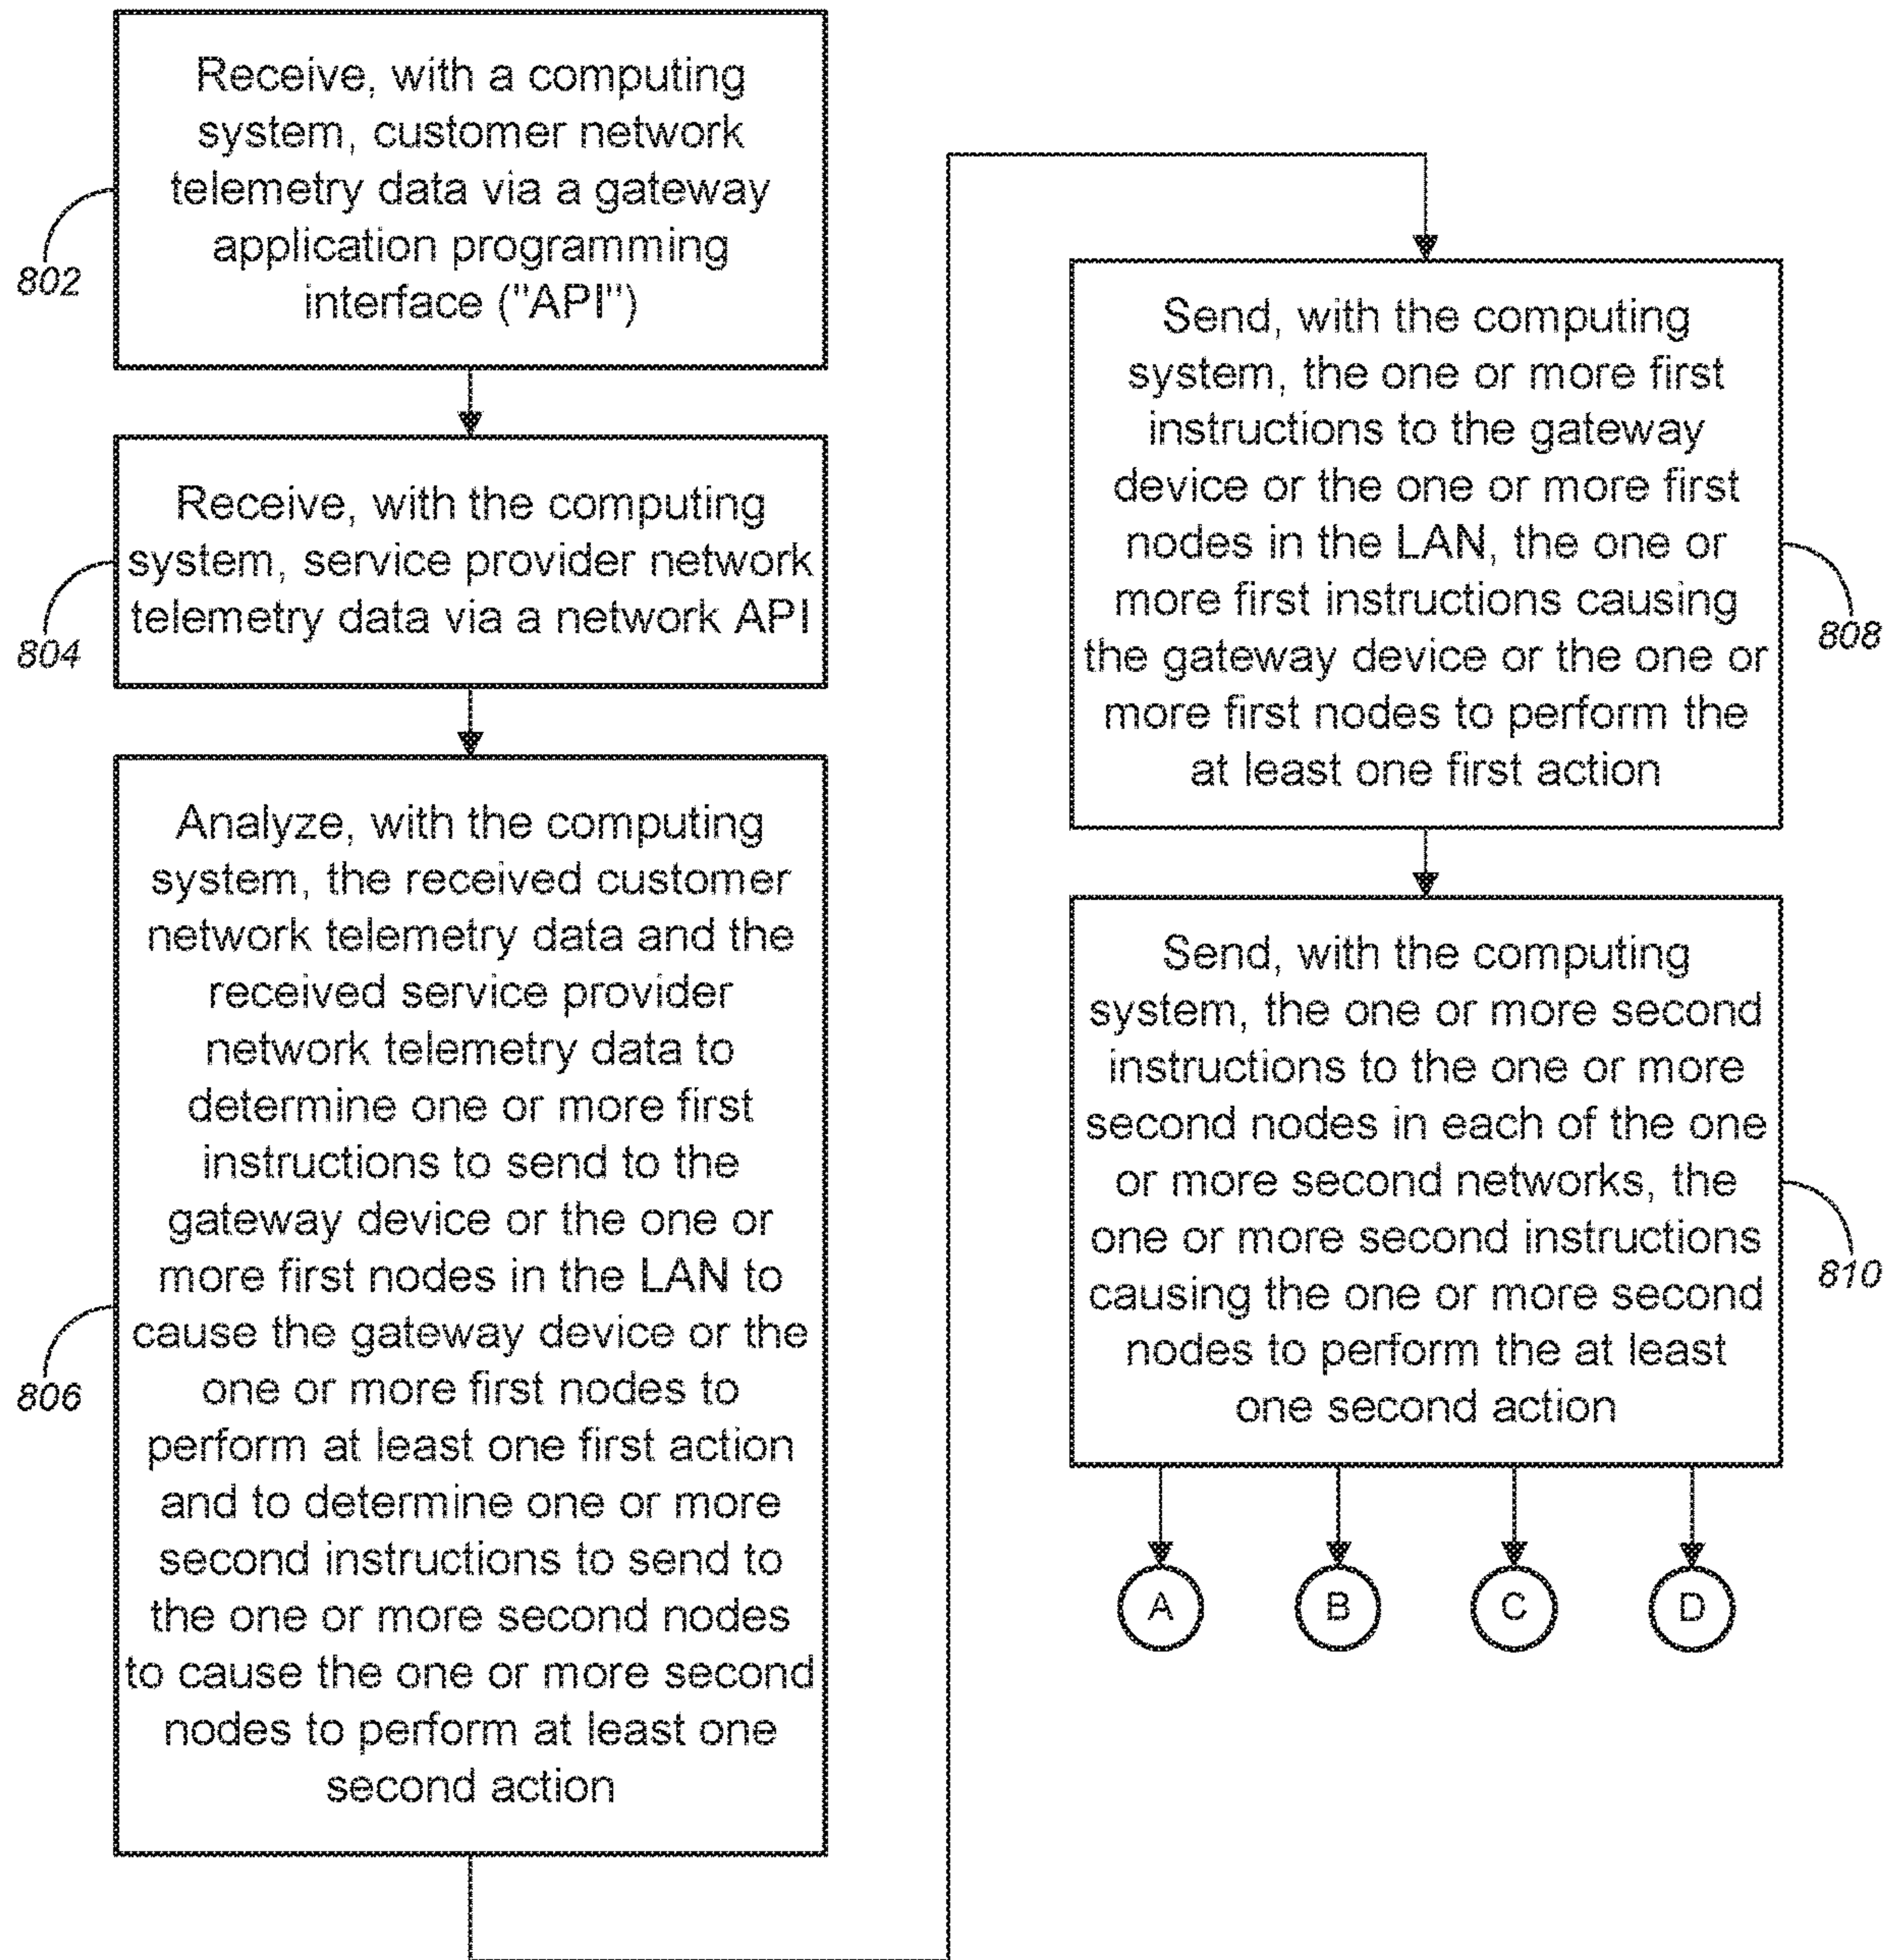 Receive, with a computing
system, customer network
telemetry data via a gateway
application programming
interface ("API")
802
Receive, with the computing
system, service provider network
telemetry data via a network API
804
Analyze, with the computing
system, the received customer
network telemetry data and the
received service provider
network telemetry data to
determine one or more first
instructions to send to the
gateway device or the one or
more first nodes in the LAN to
cause the gateway device or the
one or more first nodes to
perform at least one first action
and to determine one or more
second instructions to send to
the one or more second nodes
to cause the one or more second
nodes to perform at least one
second action
806
Send, with the computing
system, the one or more first
instructions to the gateway
device or the one or more first
nodes in the LAN, the one or
more first instructions causing
the gateway device or the one or
more first nodes to perform the
at least one first action
808
Send, with the computing
system, the one or more second
instructions to the one or more
second nodes in each of the one
or more second networks, the
one or more second instructions
causing the one or more second
nodes to perform the at least
one second action
810
A B C D